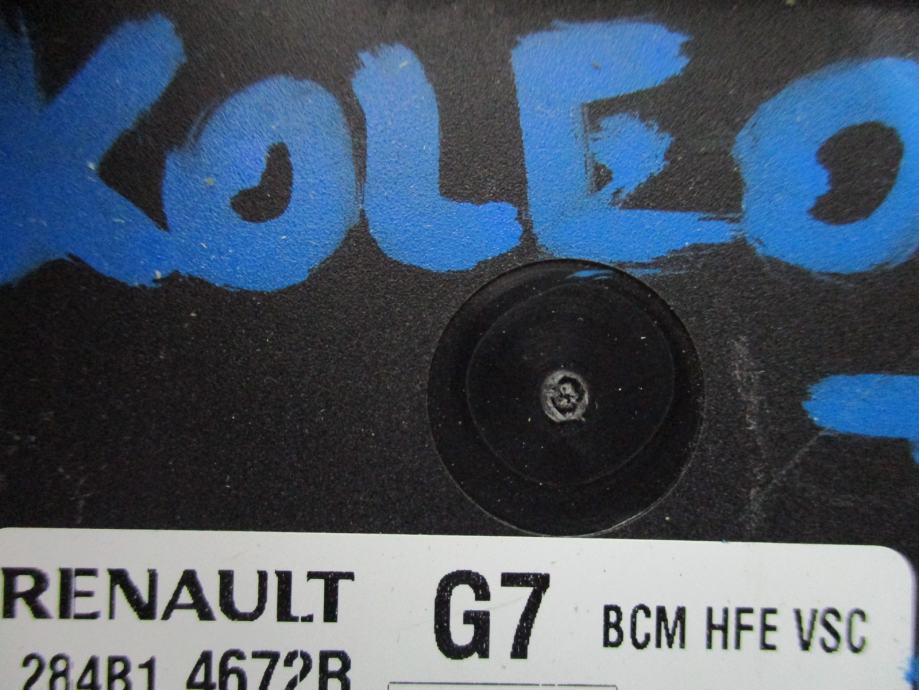 KOLEO
RENAULT G7 BCM HFE VSC
284B1 4672R